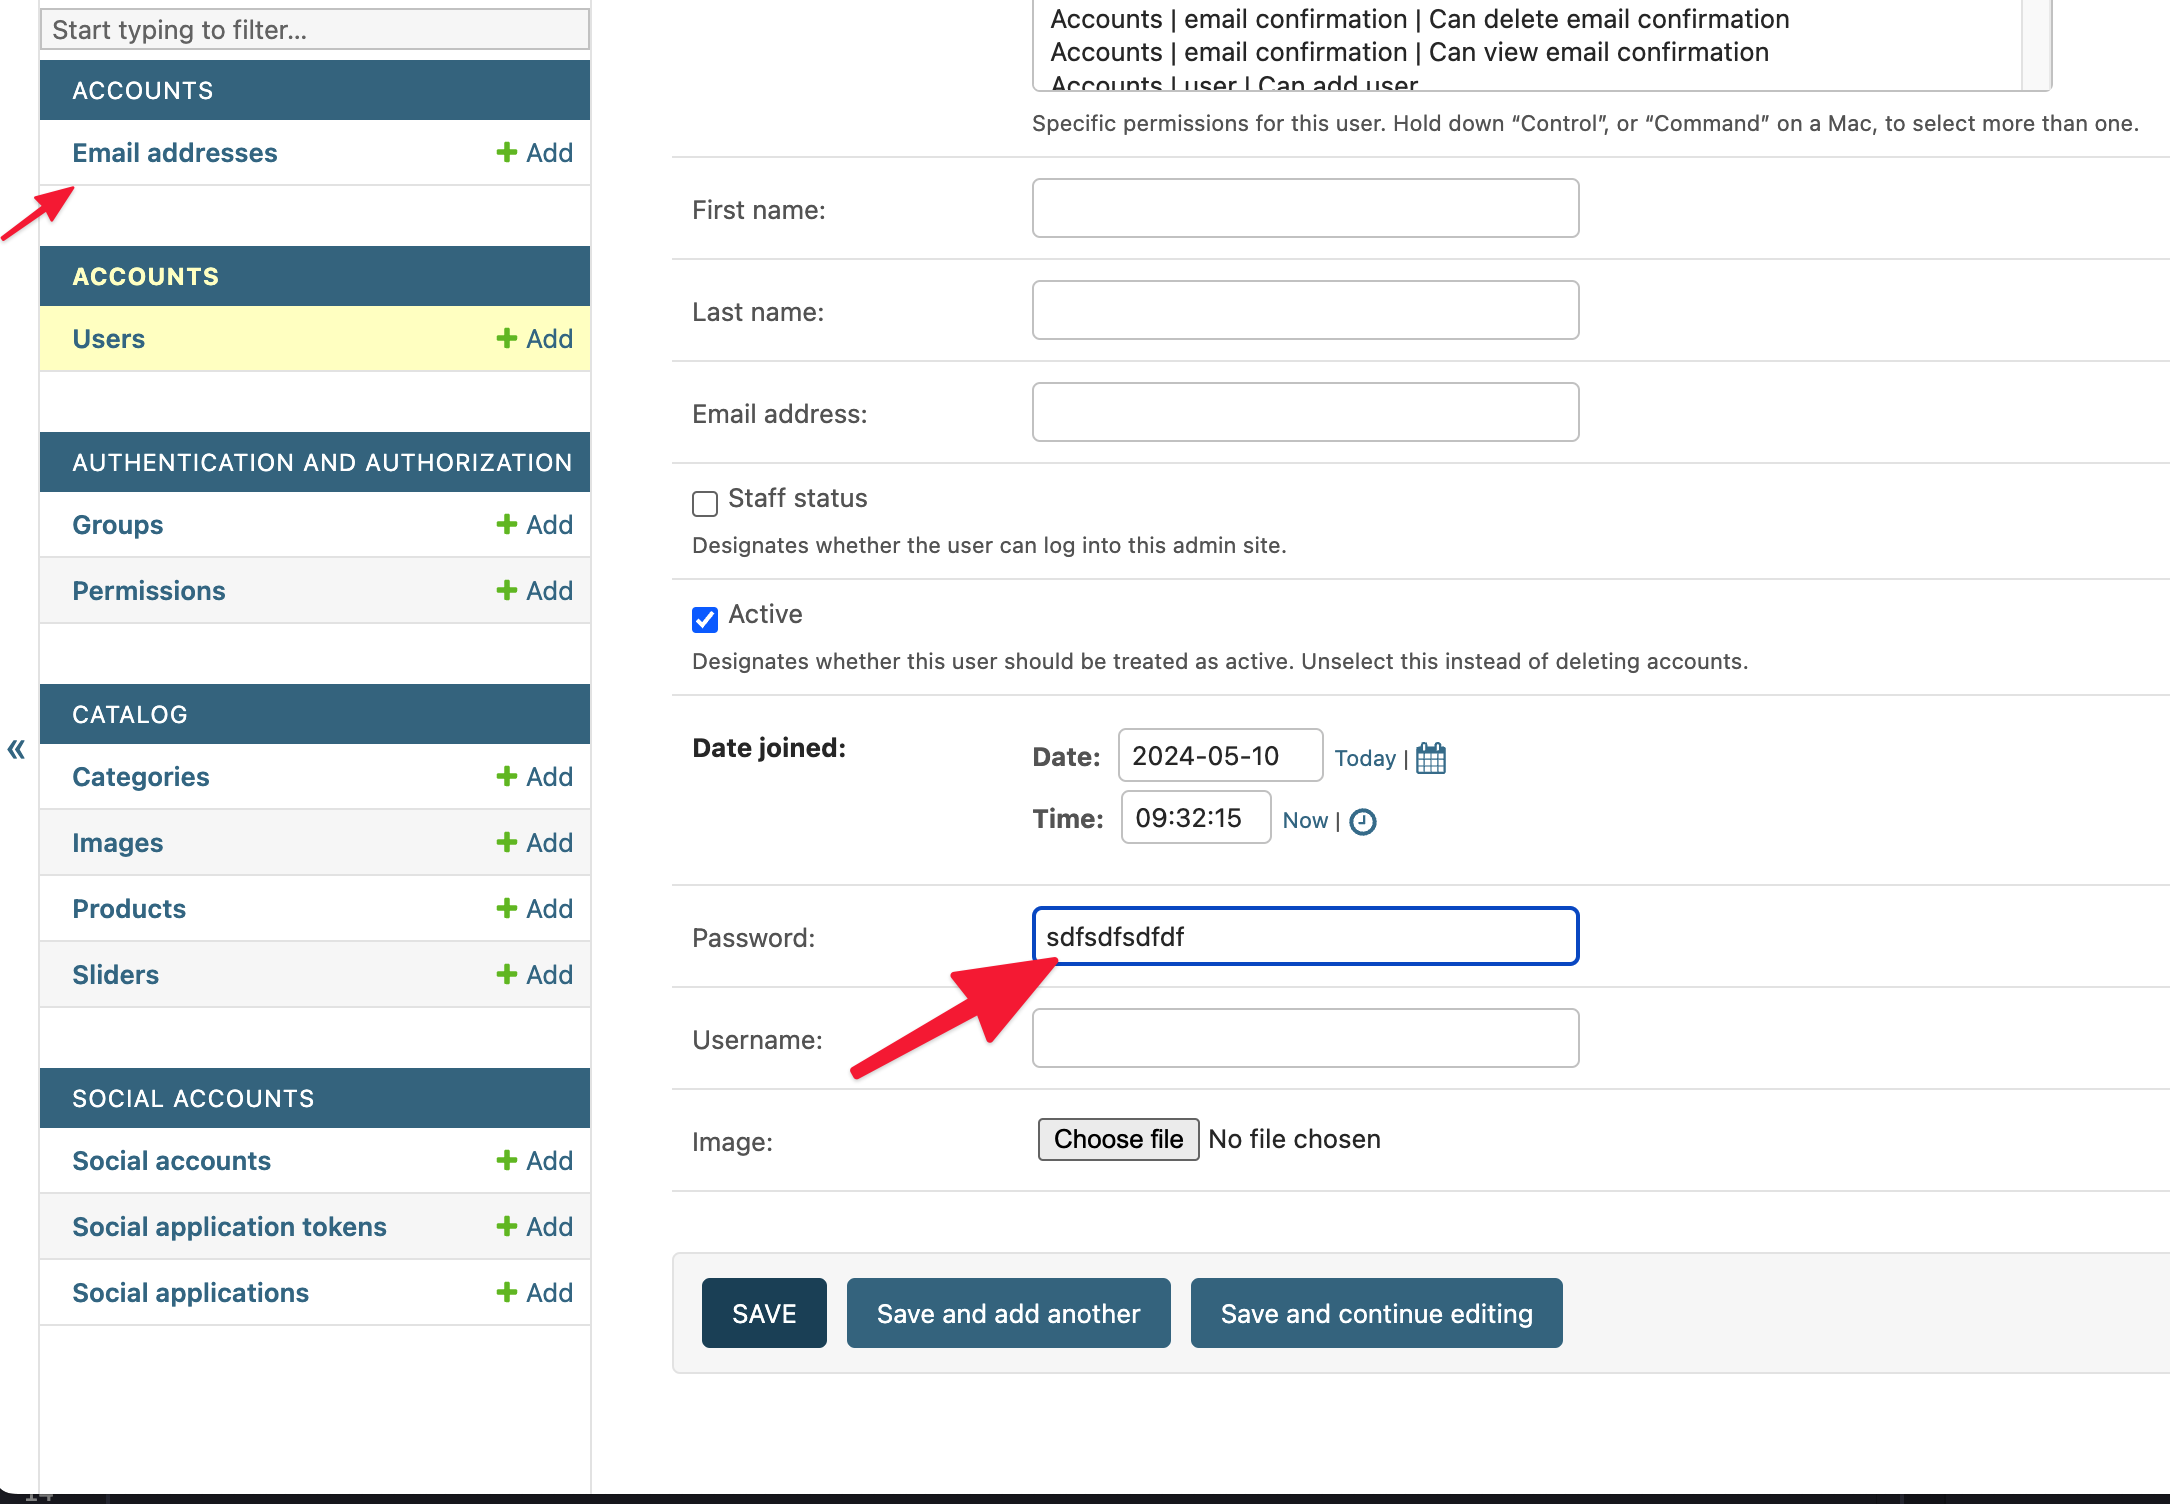 Start typing to filter...
ACCOUNTS
Email addresses
Add
ACCOUNTS
Users
Add
AUTHENTICATION AND AUTHORIZATION
Groups
Add
Permissions
Add
CATALOG
Categories
Add
Images
Add
Products
Add
Sliders
Add
SOCIAL ACCOUNTS
Social accounts
Add
Social application tokens
Add
Social applications
Add
«
Accounts | email confirmation | Can delete email confirmation
Accounts | email confirmation | Can view email confirmation
Accounts | user | Can add user
Specific permissions for this user. Hold down “Control”, or “Command” on a Mac, to select more than one.
First name:
Last name:
Email address:
Staff status
Designates whether the user can log into this admin site.
Active
Designates whether this user should be treated as active. Unselect this instead of deleting accounts.
Date joined:
Date: 2024-05-10 Today |
Time: 09:32:15 Now |
Password: sdfsdfsdfdf
Username:
Image: Choose file No file chosen
SAVE Save and add another Save and continue editing
14